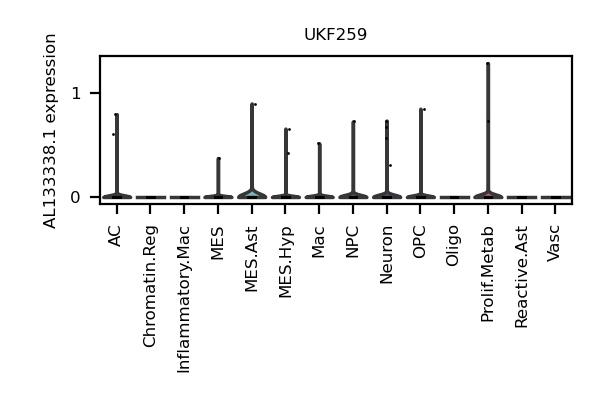 UKF259
AL133338.1 expression
1
0
AC
Chromatin.Reg
Inflammatory.Mac
MES
MES.Ast
MES.Hyp
Mac
NPC
Neuron
OPC
Oligo
Prolif.Metab
Reactive.Ast
Vasc